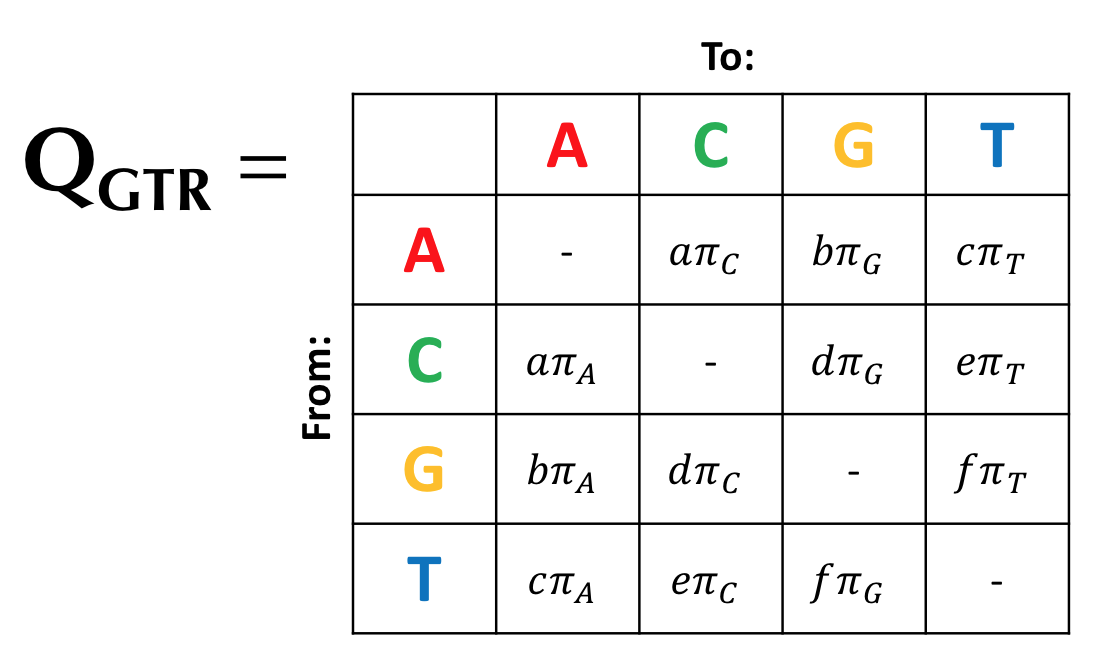 To:
Q_GTR =
A C G T
A - aπ_C bπ_G cπ_T
From:
C aπ_A - dπ_G eπ_T
G bπ_A dπ_C - fπ_T
T cπ_A eπ_C fπ_G -